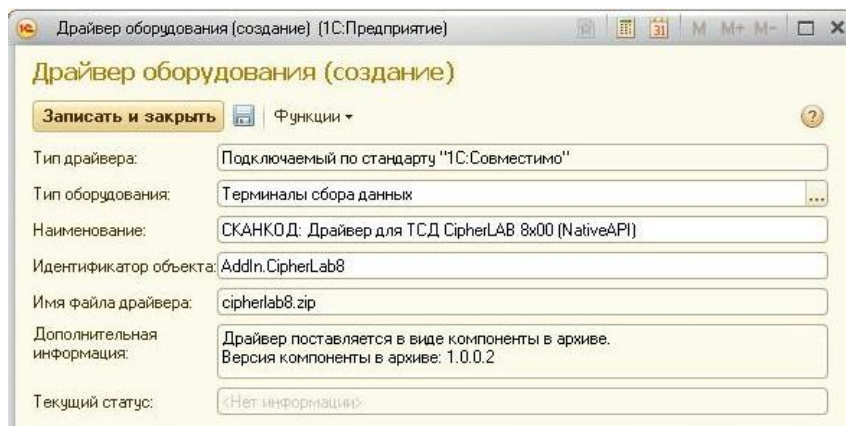 1С Драйвер оборудования (создание) (1С:Предприятие) 31 M M+ M-
Драйвер оборудования (создание)
Записать и закрыть Функции ?
Тип драйвера: Подключаемый по стандарту "1С:Совместимо"
Тип оборудования: Терминалы сбора данных ...
Наименование: СКАНКОД: Драйвер для ТСД CipherLAB 8x00 (NativeAPI)
Идентификатор объекта: AddIn.CipherLab8
Имя файла драйвера: cipherlab8.zip
Дополнительная информация: Драйвер поставляется в виде компоненты в архиве.
Версия компоненты в архиве: 1.0.0.2
Текущий статус: <Нет информации>